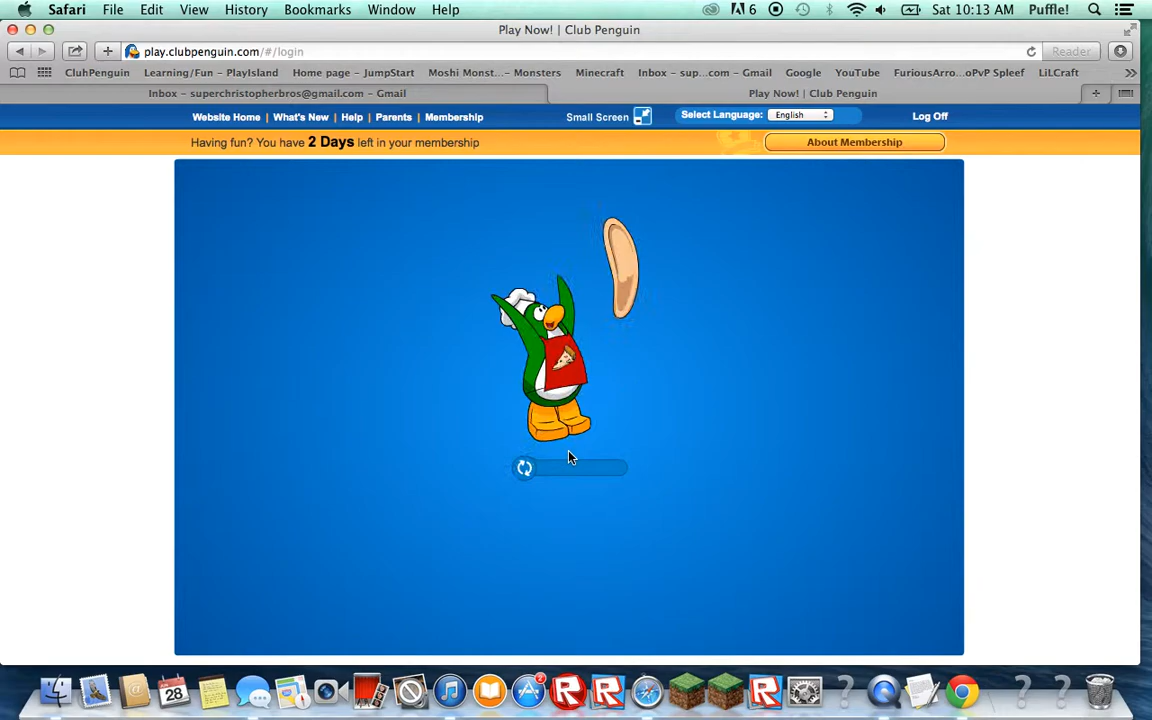 Safari File Edit View History Bookmarks Window Help 6 Sat 10:13 AM Puffle!
Play Now! | Club Penguin
play.clubpenguin.com/#/login Reader
ClubPenguin Learning/Fun – PlayIsland Home page – JumpStart Moshi Monst...– Monsters Minecraft Inbox – sup...com – Gmail Google YouTube FuriousArro...oPvP Spleef LiLCraft
Inbox – superchristopherbros@gmail.com – Gmail Play Now! | Club Penguin
Website Home | What's New | Help | Parents | Membership Small Screen Select Language: English Log Off
Having fun? You have 2 Days left in your membership About Membership
28
2